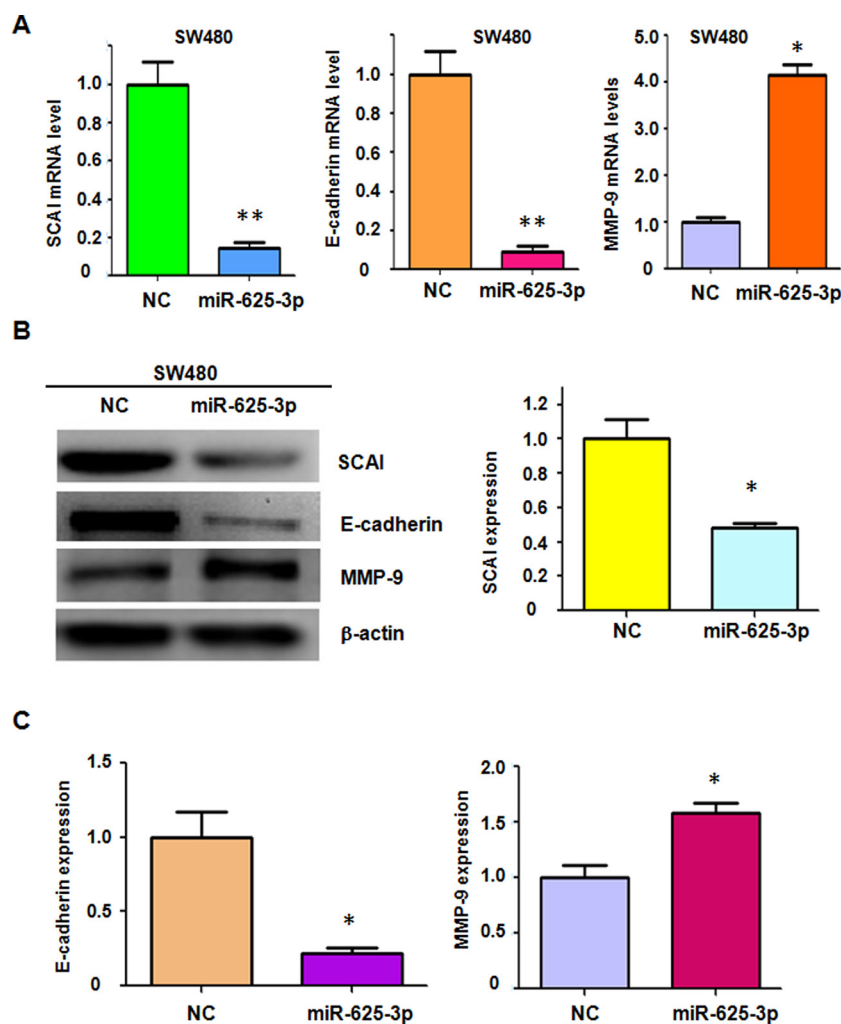 A
SW480
SCAI mRNA level
1.0
0.8
0.6
0.4
0.2
0
**
NC
miR-625-3p
SW480
E-cadherin mRNA level
1.0
0.8
0.6
0.4
0.2
0
**
NC
miR-625-3p
SW480
MMP-9 mRNA levels
5.0
4.0
3.0
2.0
1.0
0
*
NC
miR-625-3p
B
SW480
NC
miR-625-3p
SCAI
E-cadherin
MMP-9
β-actin
SCAI expression
1.2
1.0
0.8
0.6
0.4
0.2
0
*
NC
miR-625-3p
C
E-cadherin expression
1.5
1.0
0.5
0
*
NC
miR-625-3p
MMP-9 expression
2.0
1.5
1.0
0.5
0
*
NC
miR-625-3p